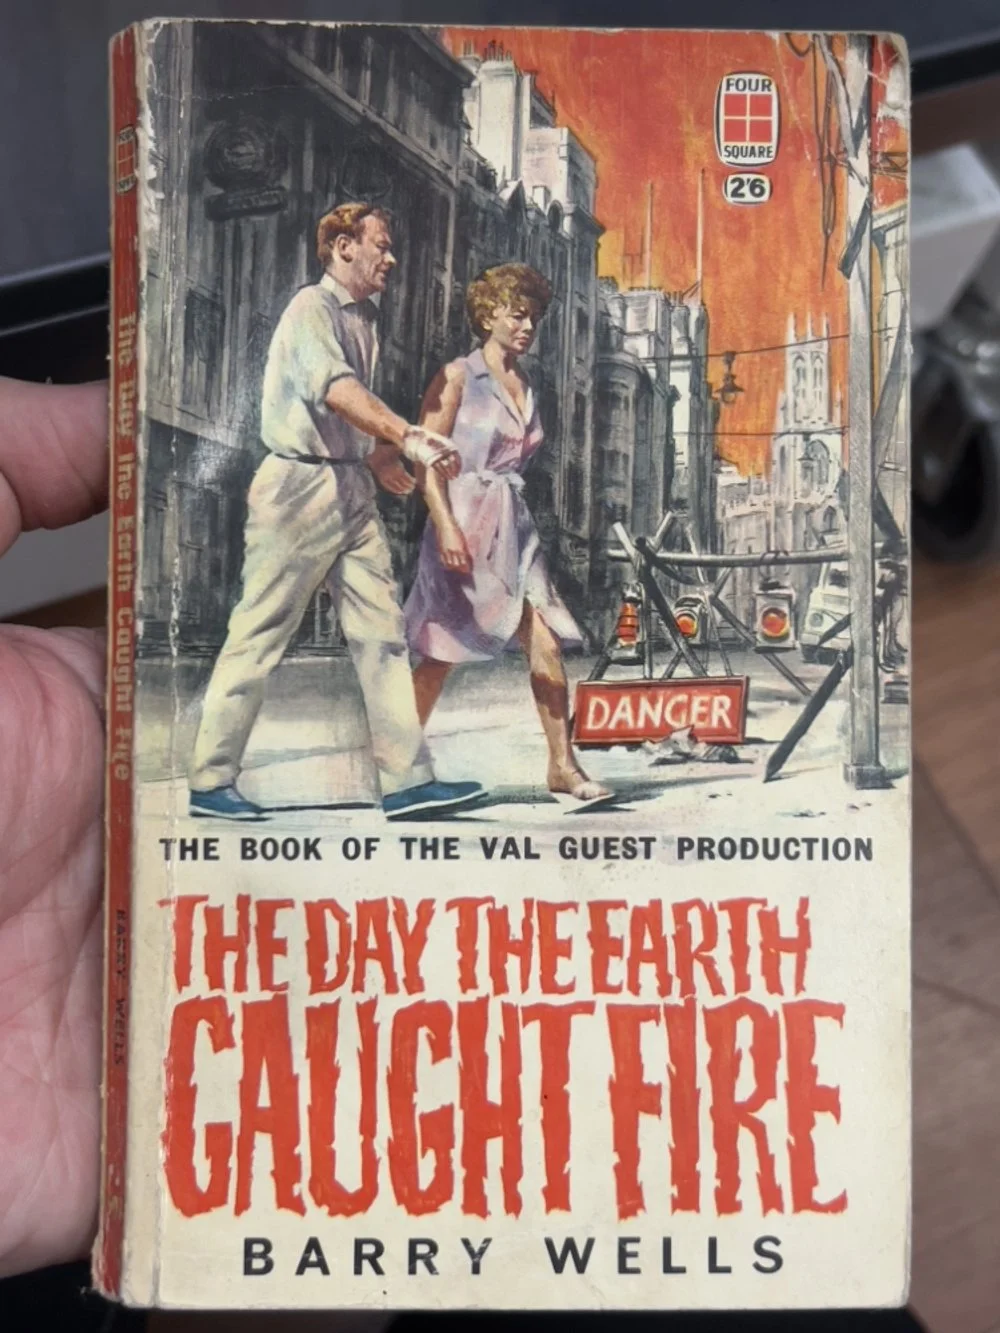 FOUR
SQUARE
2'6
DANGER
THE BOOK OF THE VAL GUEST PRODUCTION
THE DAY THE EARTH
CAUGHT FIRE
BARRY WELLS
The Day the Earth Caught Fire
BARRY WELLS